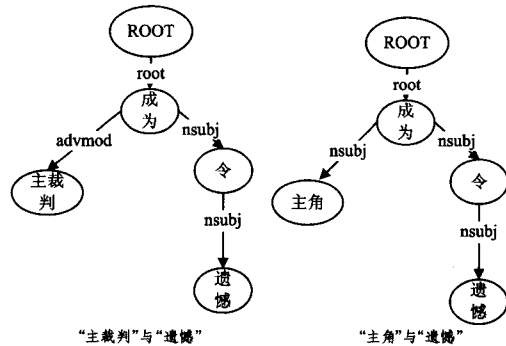 ROOT
root
成
为
advmod
nsubj
主裁
判
令
nsubj
遗
憾
“主裁判”与“遗憾”
ROOT
root
成
为
nsubj
nsubj
主角
令
nsubj
遗
憾
“主角”与“遗憾”